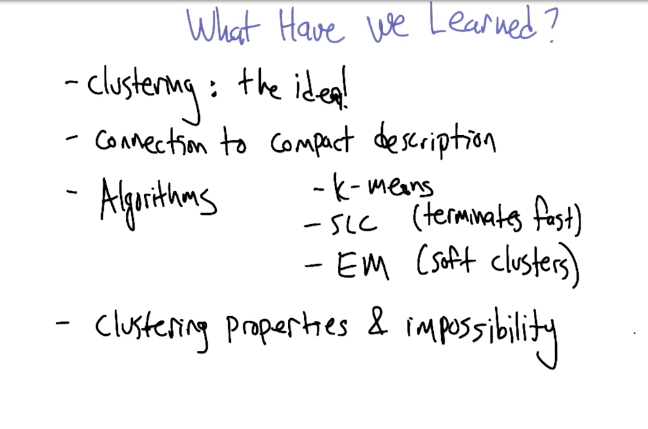 What Have We Learned?
- clustering: the idea!
- connection to compact description
- Algorithms - k-means
- SLC (terminates fast)
- EM (soft clusters)
- clustering properties & impossibility